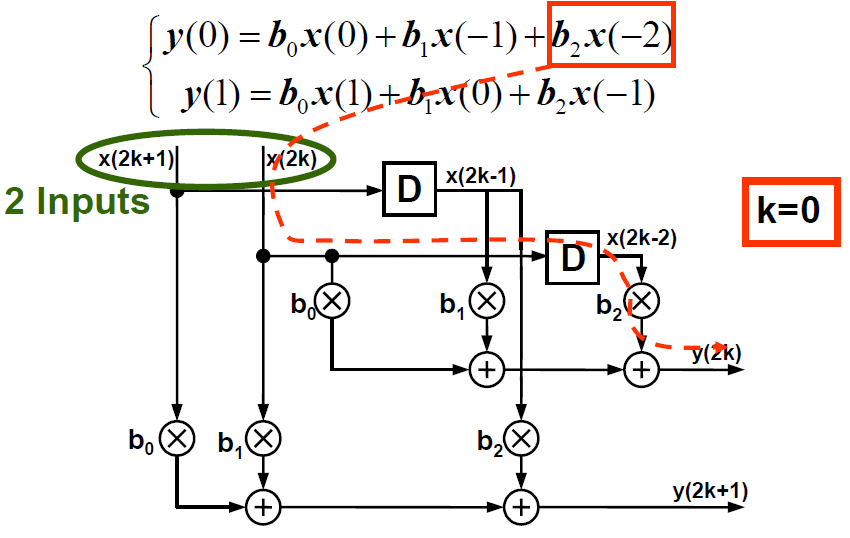 y(0) = b₀x(0) + b₁x(−1) + b₂x(−2)
y(1) = b₀x(1) + b₁x(0) + b₂x(−1)
x(2k+1) x(2k)
2 Inputs
D x(2k-1)
k=0
D x(2k-2)
b₀ b₁ b₂
y(2k)
b₀ b₁ b₂
y(2k+1)